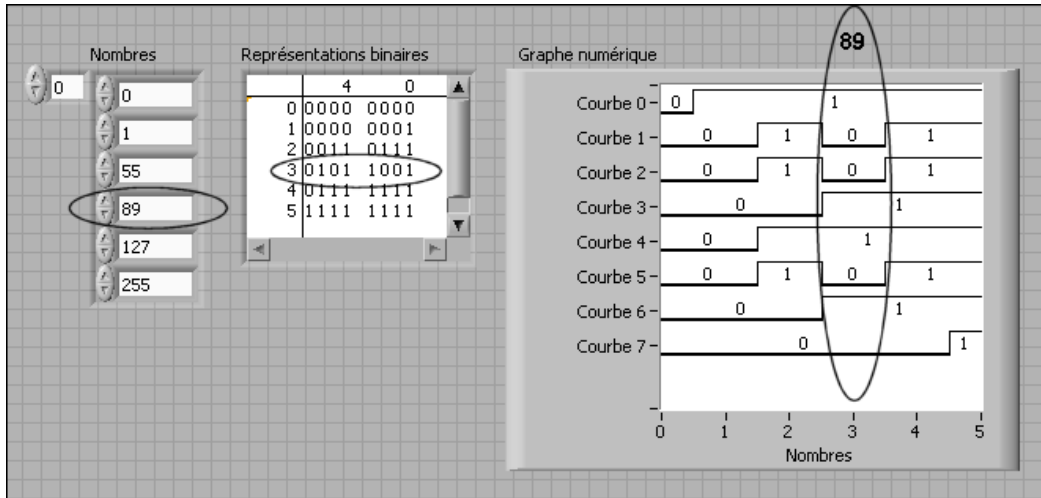 Nombres
0
0
1
55
89
127
255
Représentations binaires
4 0
0 0000 0000
1 0000 0001
2 0011 0111
3 0101 1001
4 0111 1111
5 1111 1111
Graphe numérique
89
Courbe 0 0 1
Courbe 1 0 1 0 1
Courbe 2 0 1 0 1
Courbe 3 0 1
Courbe 4 0 1
Courbe 5 0 1 0 1
Courbe 6 0 1
Courbe 7 0 1
0 1 2 3 4 5
Nombres